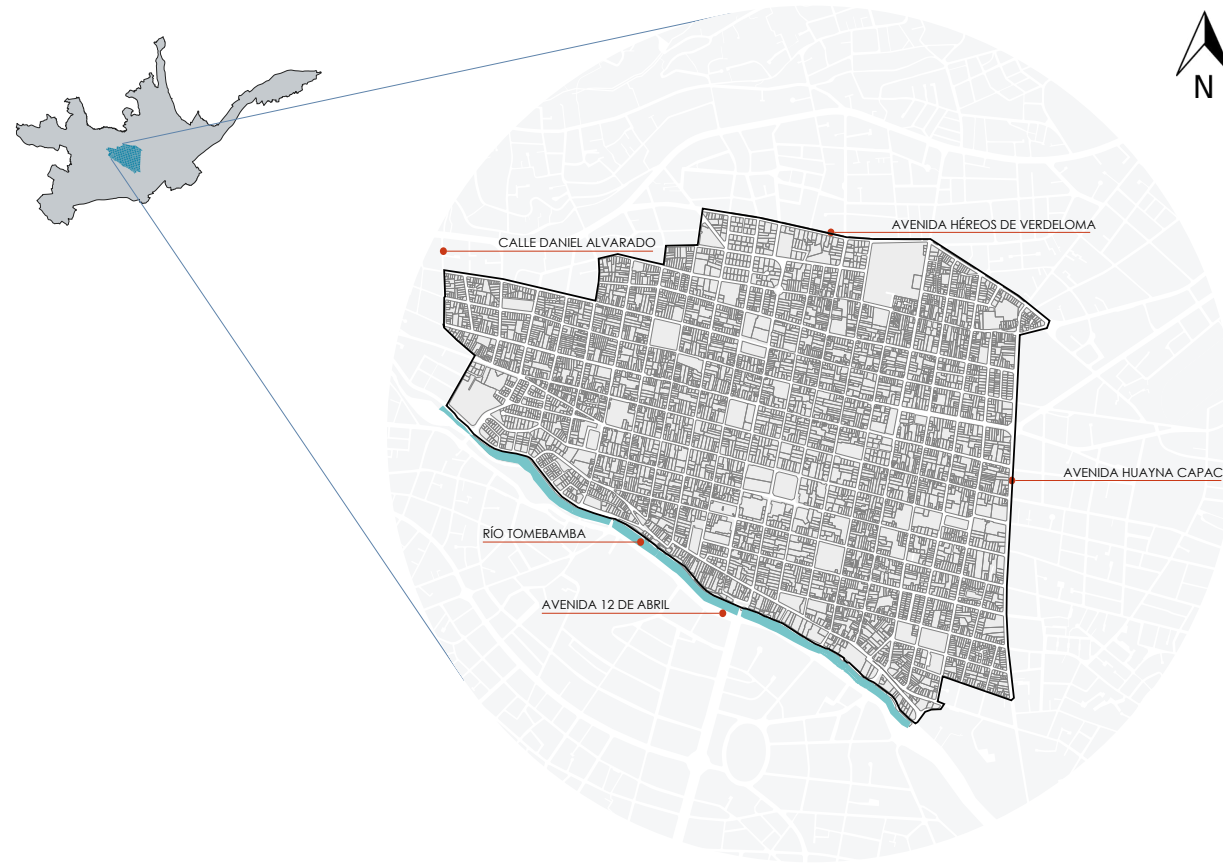 N
AVENIDA HÉREOS DE VERDELOMA
CALLE DANIEL ALVARADO
AVENIDA HUAYNA CAPAC
RÍO TOMEBAMBA
AVENIDA 12 DE ABRIL